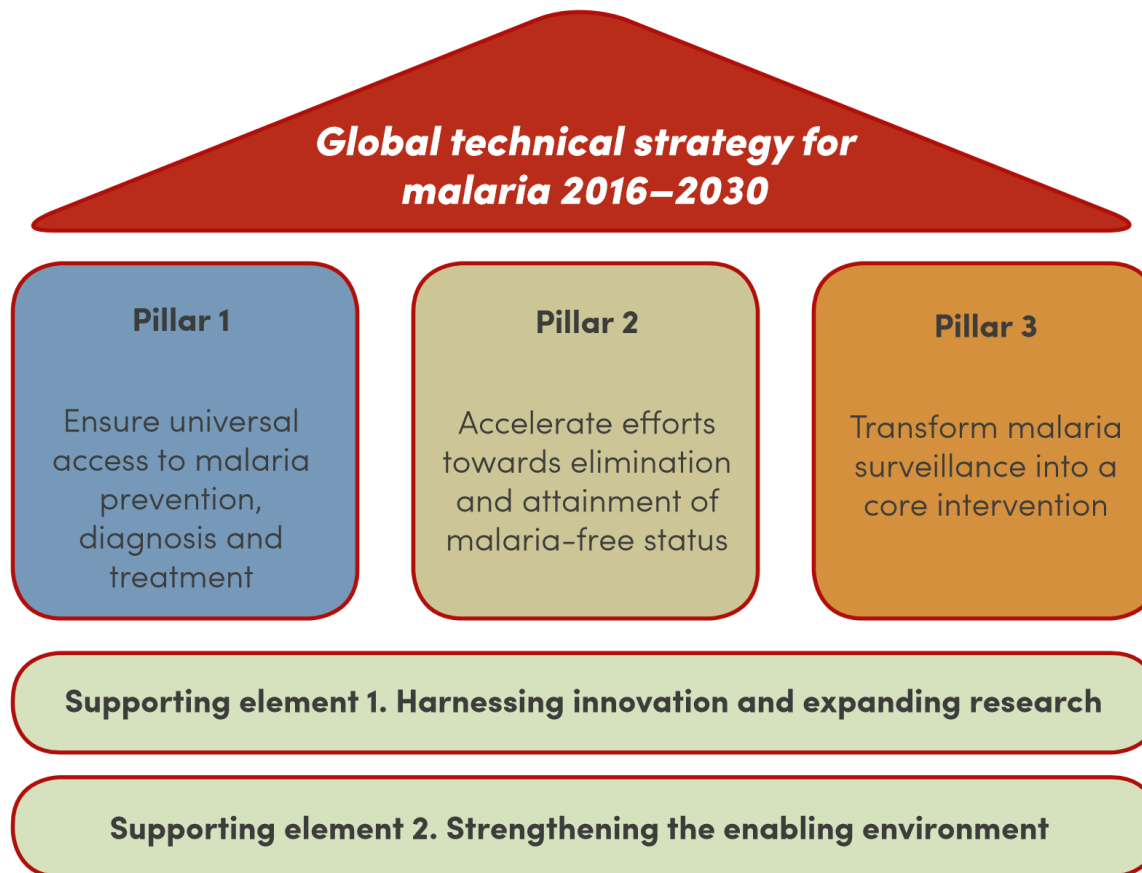 Global technical strategy for
malaria 2016–2030
Pillar 1
Ensure universal
access to malaria
prevention,
diagnosis and
treatment
Pillar 2
Accelerate efforts
towards elimination
and attainment of
malaria-free status
Pillar 3
Transform malaria
surveillance into a
core intervention
Supporting element 1. Harnessing innovation and expanding research
Supporting element 2. Strengthening the enabling environment